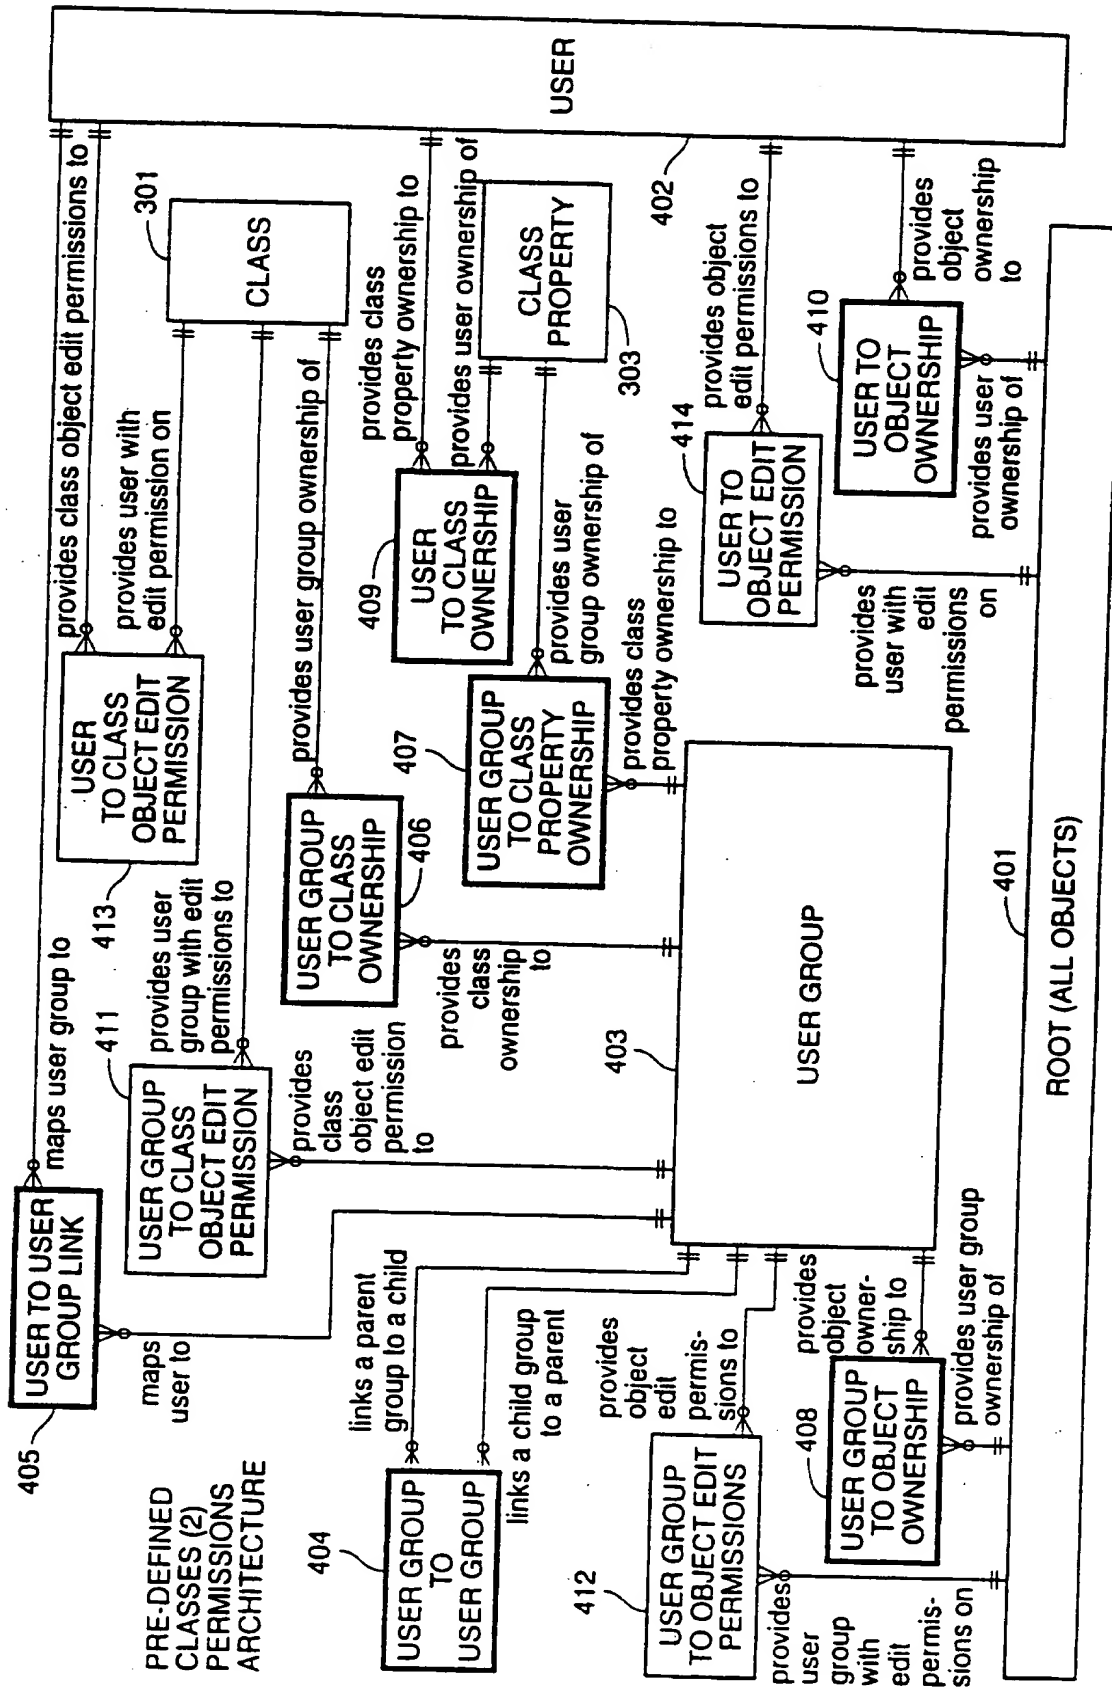 PRE-DEFINED
CLASSES (2)
PERMISSIONS
ARCHITECTURE
405
USER TO USER
GROUP LINK
maps user group to
maps
user to
provides class object edit permissions to
USER
TO CLASS
OBJECT EDIT
PERMISSION
413
provides user with
edit permission on
301
CLASS
411
USER GROUP
TO CLASS
OBJECT EDIT
PERMISSION
provides user
group with edit
permissions to
provides
class
object edit
permission
to
provides user group ownership of
USER GROUP
TO CLASS
OWNERSHIP
406
provides
class
ownership
to
409
USER
TO CLASS
OWNERSHIP
provides class
property ownership to
provides user ownership of
CLASS
PROPERTY
303
407
USER GROUP
TO CLASS
PROPERTY
OWNERSHIP
provides user
group ownership of
provides class
property ownership to
USER
402
404
USER GROUP
TO
USER GROUP
links a parent
group to a child
links a child group
to a parent
403
USER GROUP
412
USER GROUP
TO OBJECT EDIT
PERMISSIONS
provides
object
edit
permis-
sions to
provides
user
group
with
edit
permis-
sions on
408
USER GROUP
TO OBJECT
OWNERSHIP
provides
object
owner-
ship to
provides user group
ownership of
414
USER TO
OBJECT EDIT
PERMISSION
provides object
edit permissions to
provides
user with
edit
permissions
on
410
USER TO
OBJECT
OWNERSHIP
provides
object
ownership
to
provides user
ownership of
401
ROOT (ALL OBJECTS)